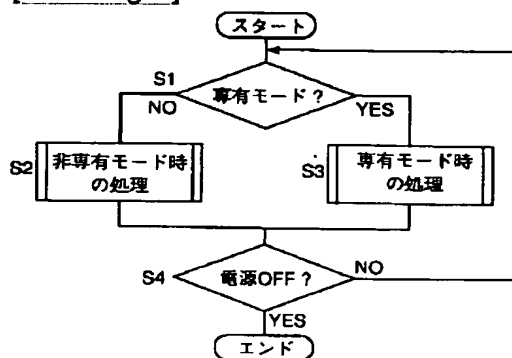 スタート
S1
専有モード？
NO
YES
S2
非専有モード時
の処理
S3
専有モード時
の処理
S4
電源OFF？
NO
YES
エンド